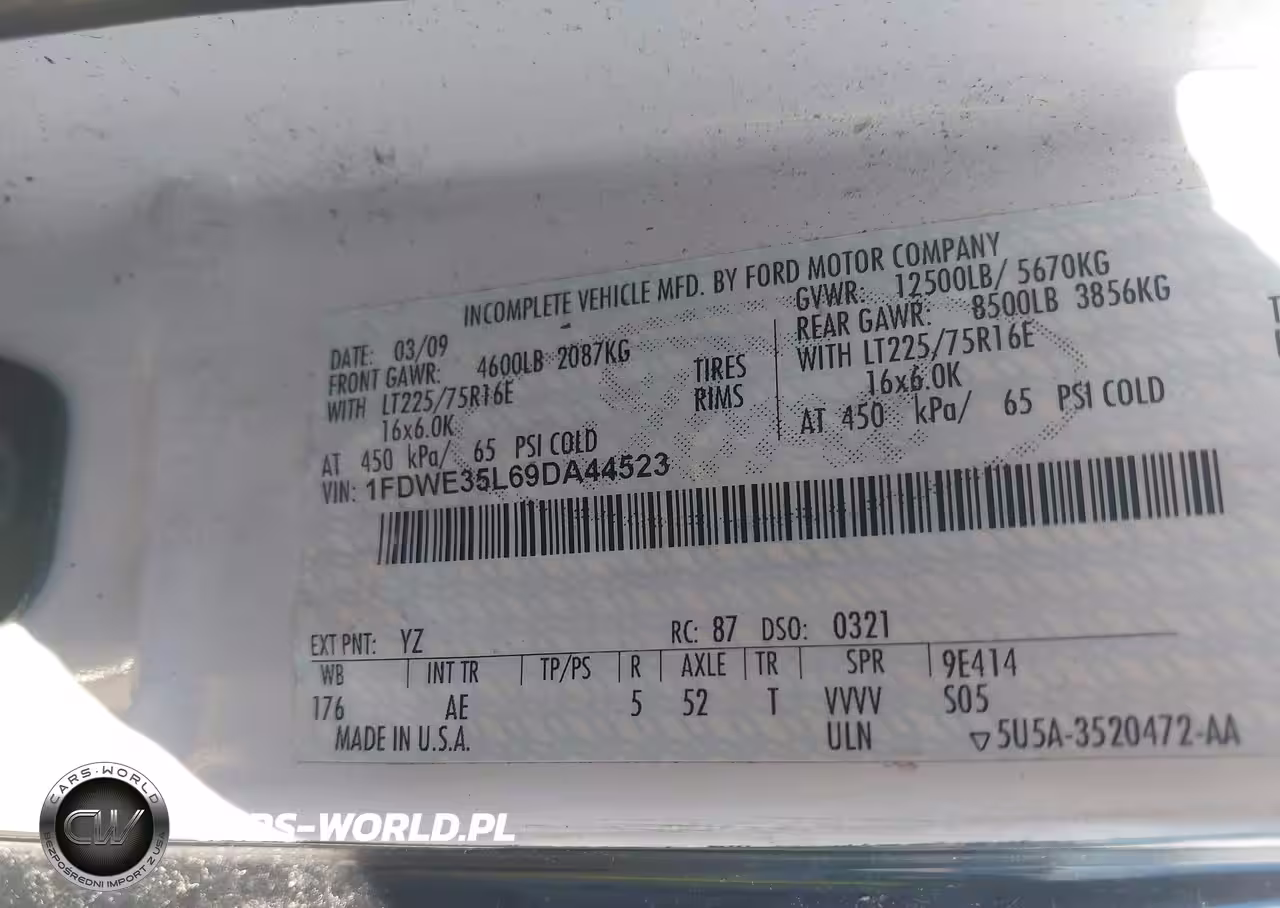 INCOMPLETE VEHICLE MFD. BY FORD MOTOR COMPANY
DATE: 03/09
GVWR: 12500LB/ 5670KG
FRONT GAWR: 4600LB 2087KG
REAR GAWR: 8500LB 3856KG
WITH LT225/75R16E
TIRES
WITH LT225/75R16E
16x6.0K
RIMS
16x6.0K
AT 450 kPa/ 65 PSI COLD
AT 450 kPa/ 65 PSI COLD
VIN: 1FDWE35L69DA44523
EXT PNT: YZ RC: 87 DSO: 0321
WB INT TR TP/PS R AXLE TR SPR 9E414
176 AE 5 52 T VVVV S05
MADE IN U.S.A. ULN ▽5U5A-3520472-AA
CARS-WORLD
CW
BEZPOŚREDNI IMPORT Z USA
RS-WORLD.PL